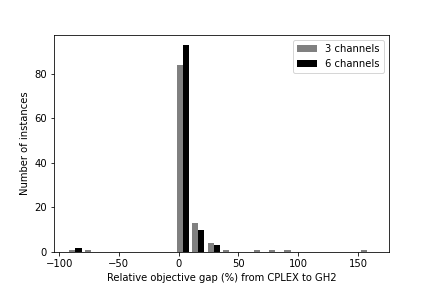 3 channels
6 channels
80
60
40
20
0
Number of instances
−100
−50
0
50
100
150
Relative objective gap (%) from CPLEX to GH2